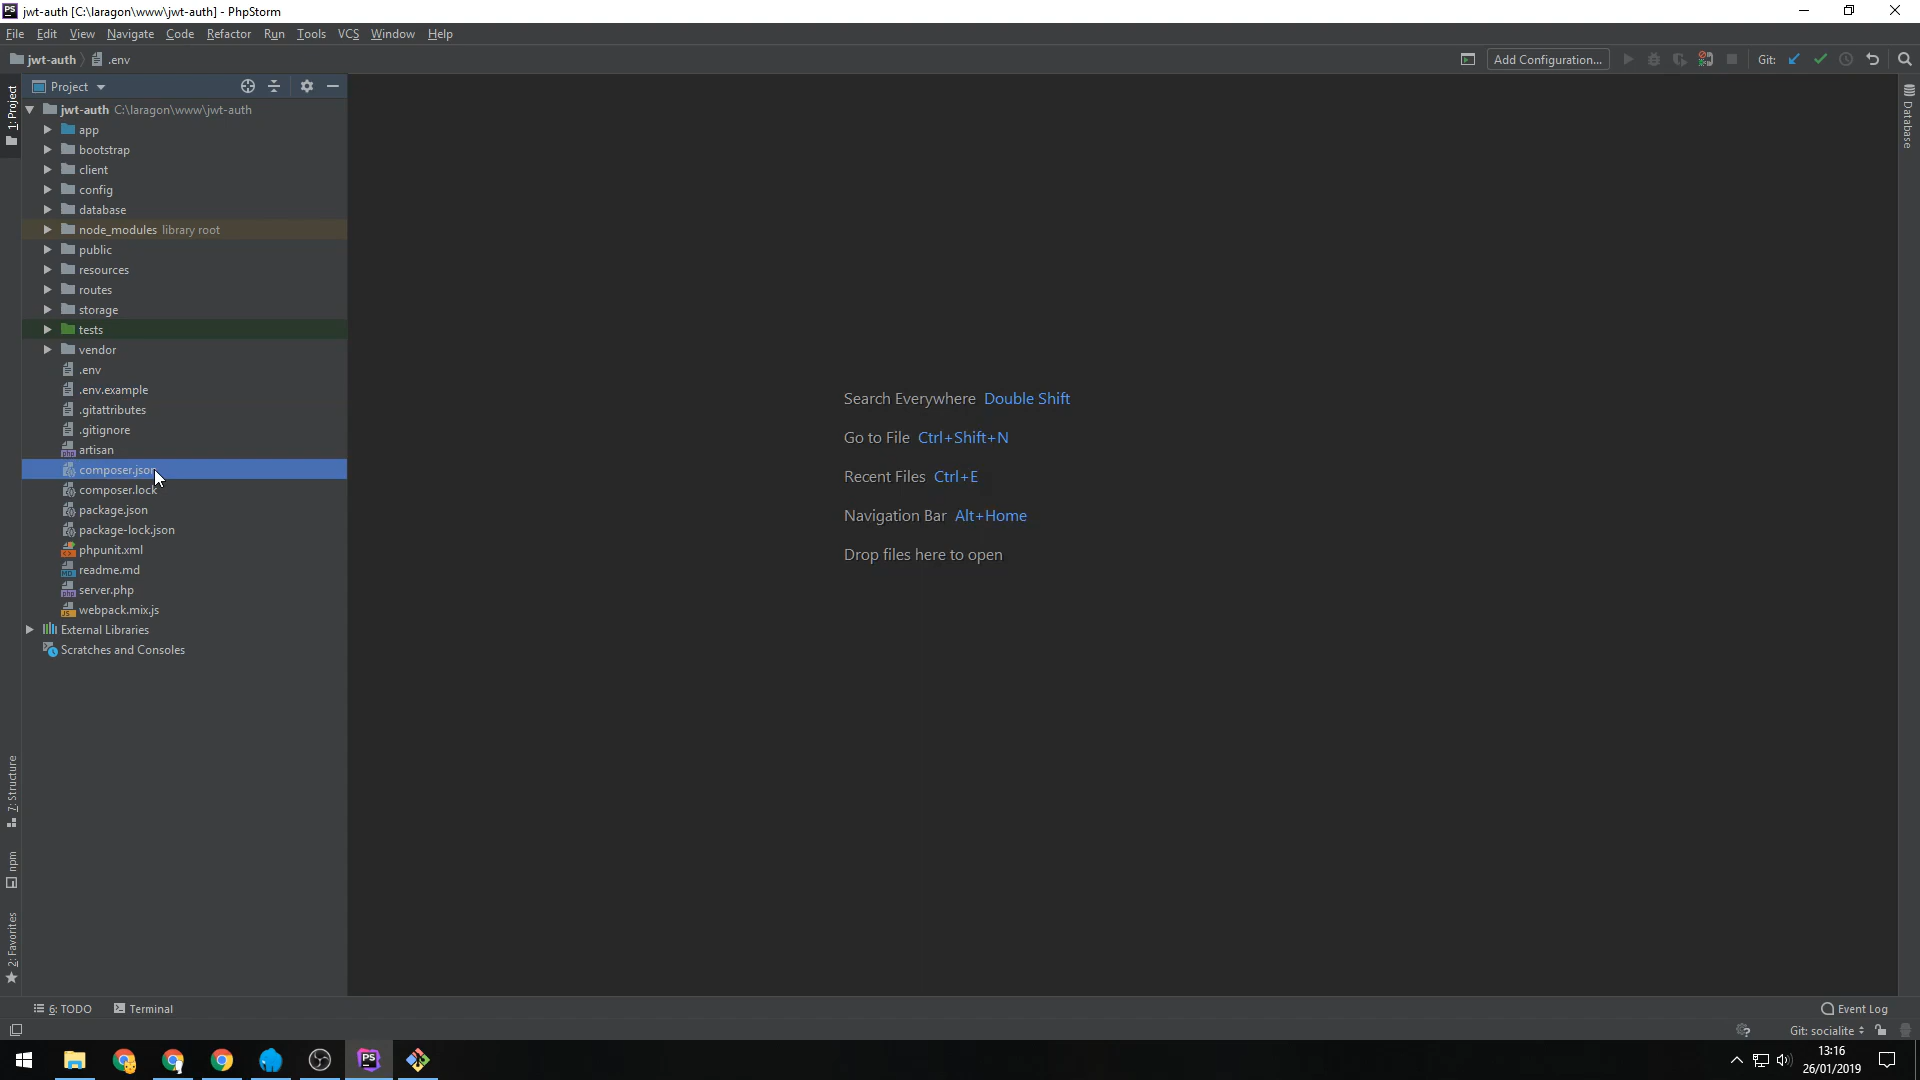 jwt-auth [C:\laragon\www\jwt-auth] - PhpStorm
File Edit View Navigate Code Refactor Run Tools VCS Window Help
jwt-auth .env
Add Configuration...
Git:
1: Project
Project
jwt-auth C:\laragon\www\jwt-auth
app
bootstrap
client
config
database
node_modules library root
public
resources
routes
storage
tests
vendor
.env
.env.example
.gitattributes
.gitignore
artisan
composer.json
composer.lock
package.json
package-lock.json
phpunit.xml
readme.md
server.php
webpack.mix.js
External Libraries
Scratches and Consoles
Search Everywhere Double Shift
Go to File Ctrl+Shift+N
Recent Files Ctrl+E
Navigation Bar Alt+Home
Drop files here to open
Database
7: Structure
npm
2: Favorites
6: TODO
Terminal
Event Log
Git: socialite
13:16
26/01/2019